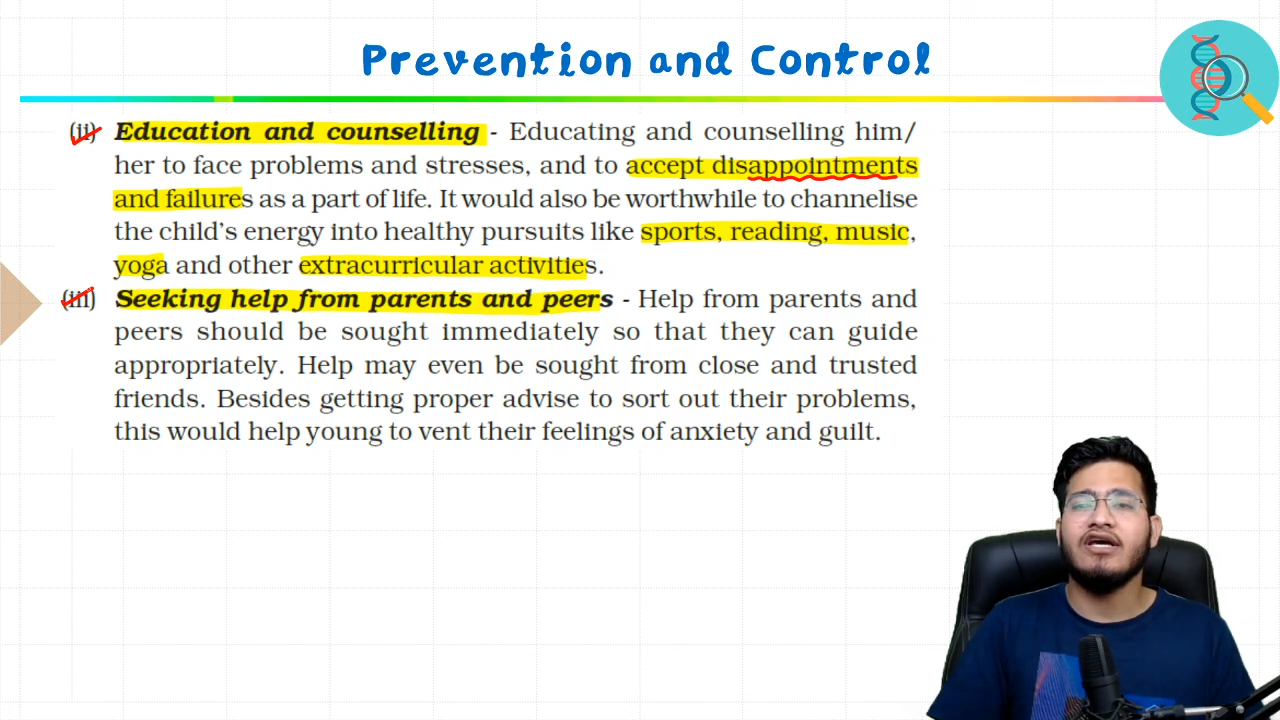 Prevention and Control
(ii) Education and counselling - Educating and counselling him/
her to face problems and stresses, and to accept disappointments
and failures as a part of life. It would also be worthwhile to channelise
the child's energy into healthy pursuits like sports, reading, music,
yoga and other extracurricular activities.
(iii) Seeking help from parents and peers - Help from parents and
peers should be sought immediately so that they can guide
appropriately. Help may even be sought from close and trusted
friends. Besides getting proper advise to sort out their problems,
this would help young to vent their feelings of anxiety and guilt.